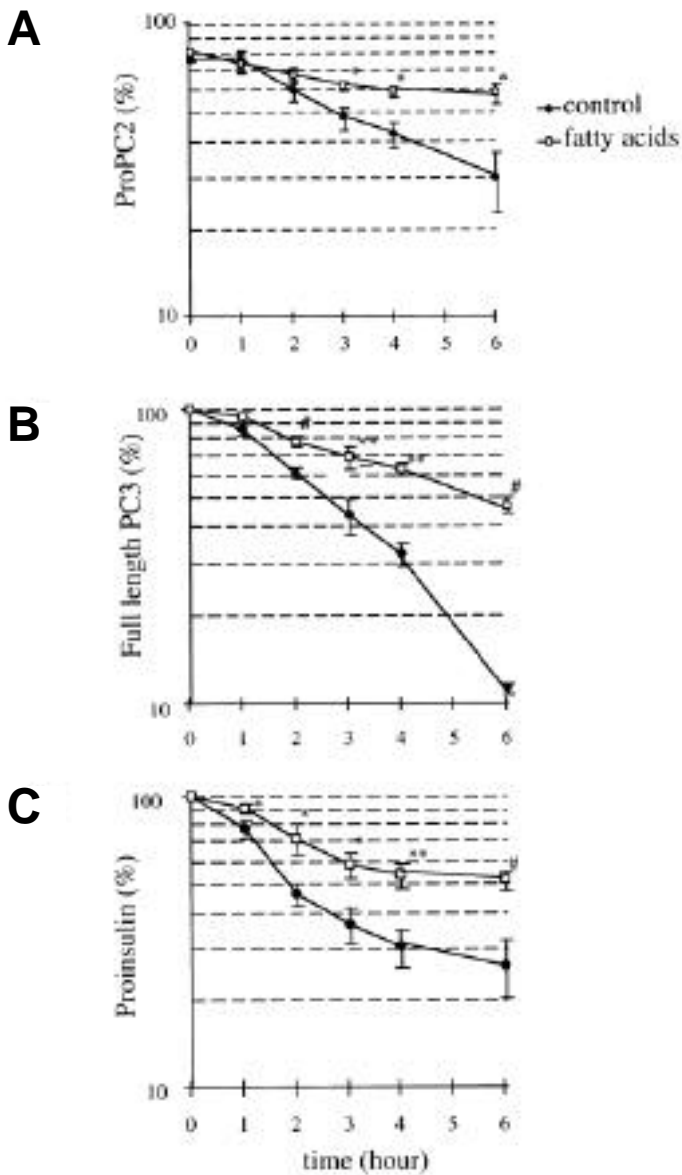 A
100
ProPC2 (%)
10
0 1 2 3 4 5 6
control
fatty acids
*
*
*
B
100
Full length PC3 (%)
10
0 1 2 3 4 5 6
#
**
**
#
C
100
Proinsulin (%)
10
0 1 2 3 4 5 6
*
*
*
**
#
time (hour)